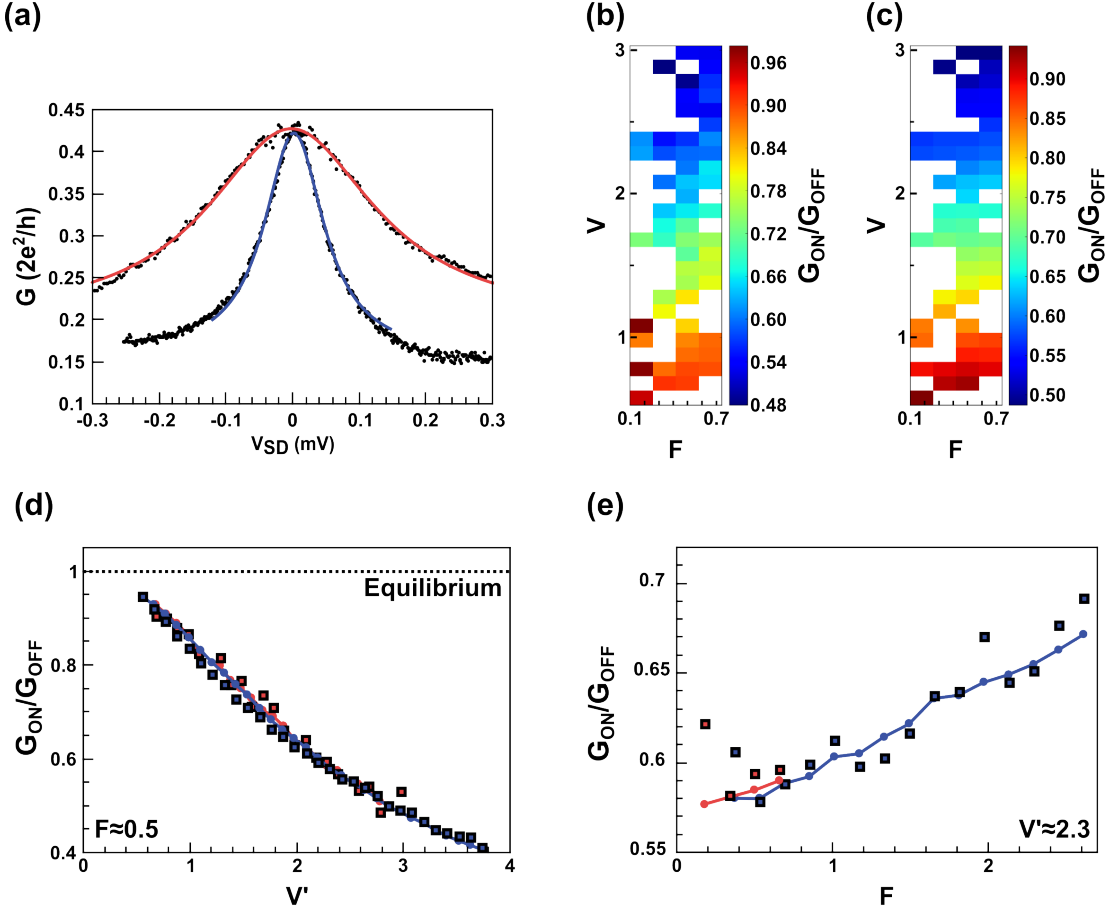 (a)
0.45
0.4
0.35
0.3
0.25
0.2
0.15
0.1
G (2e²/h)
-0.3 -0.2 -0.1 0 0.1 0.2 0.3
V_SD (mV)
(b)
3
2
1
V
0.1 0.7
F
0.96
0.90
0.84
0.78
0.72
0.66
0.60
0.54
0.48
G_ON/G_OFF
(c)
3
2
1
V
0.1 0.7
F
0.90
0.85
0.80
0.75
0.70
0.65
0.60
0.55
0.50
G_ON/G_OFF
(d)
1
0.8
0.6
0.4
G_ON/G_OFF
Equilibrium
F≈0.5
0 1 2 3 4
V'
(e)
0.7
0.65
0.6
0.55
G_ON/G_OFF
V'≈2.3
0 1 2
F